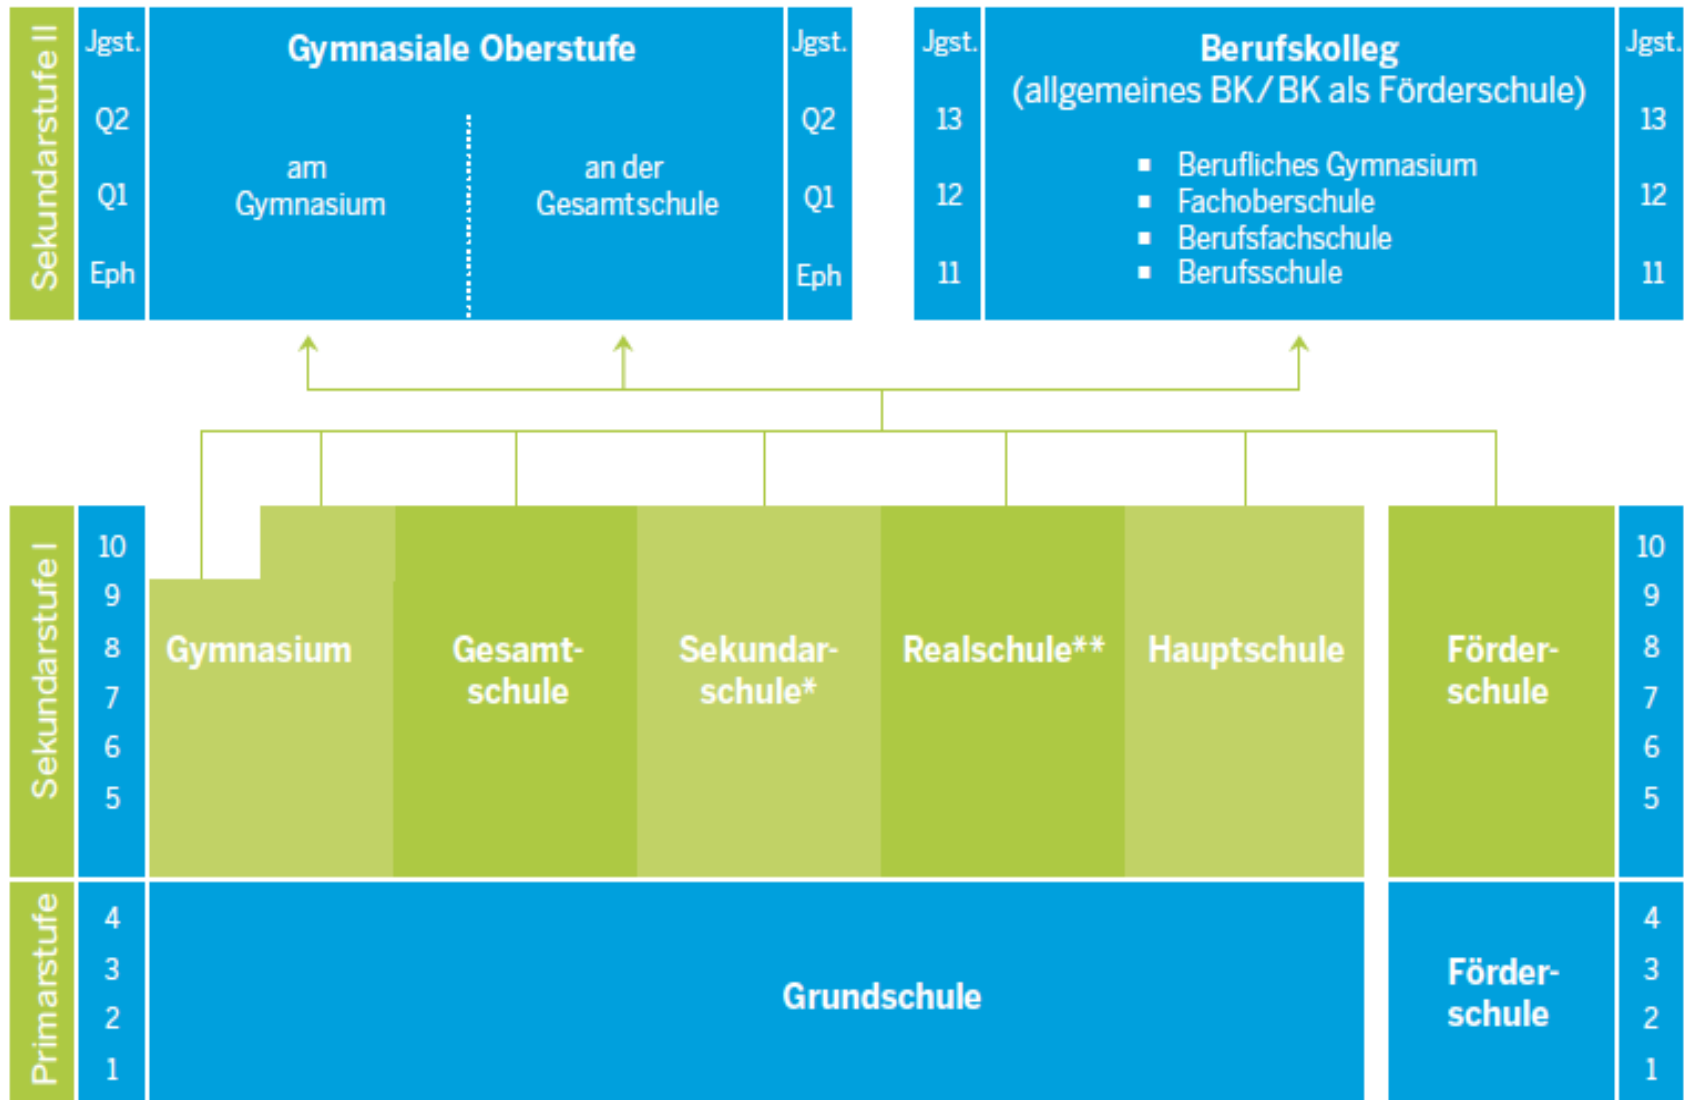 Sekundarstufe II
Jgst.
Q2
Q1
Eph
Gymnasiale Oberstufe
am
Gymnasium
an der
Gesamtschule
Jgst.
Q2
Q1
Eph
Jgst.
13
12
11
Berufskolleg
(allgemeines BK/BK als Förderschule)
▪ Berufliches Gymnasium
▪ Fachoberschule
▪ Berufsfachschule
▪ Berufsschule
Jgst.
13
12
11
Sekundarstufe I
10
9
8
7
6
5
Gymnasium
Gesamt-
schule
Sekundar-
schule*
Realschule**
Hauptschule
Förder-
schule
10
9
8
7
6
5
Primarstufe
4
3
2
1
Grundschule
Förder-
schule
4
3
2
1